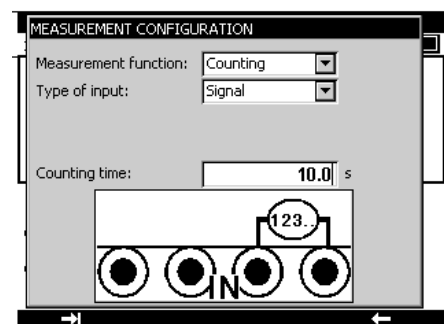 MEASUREMENT CONFIGURATION
Measurement function: Counting
Type of input: Signal
Counting time: 10.0 s
123..
IN